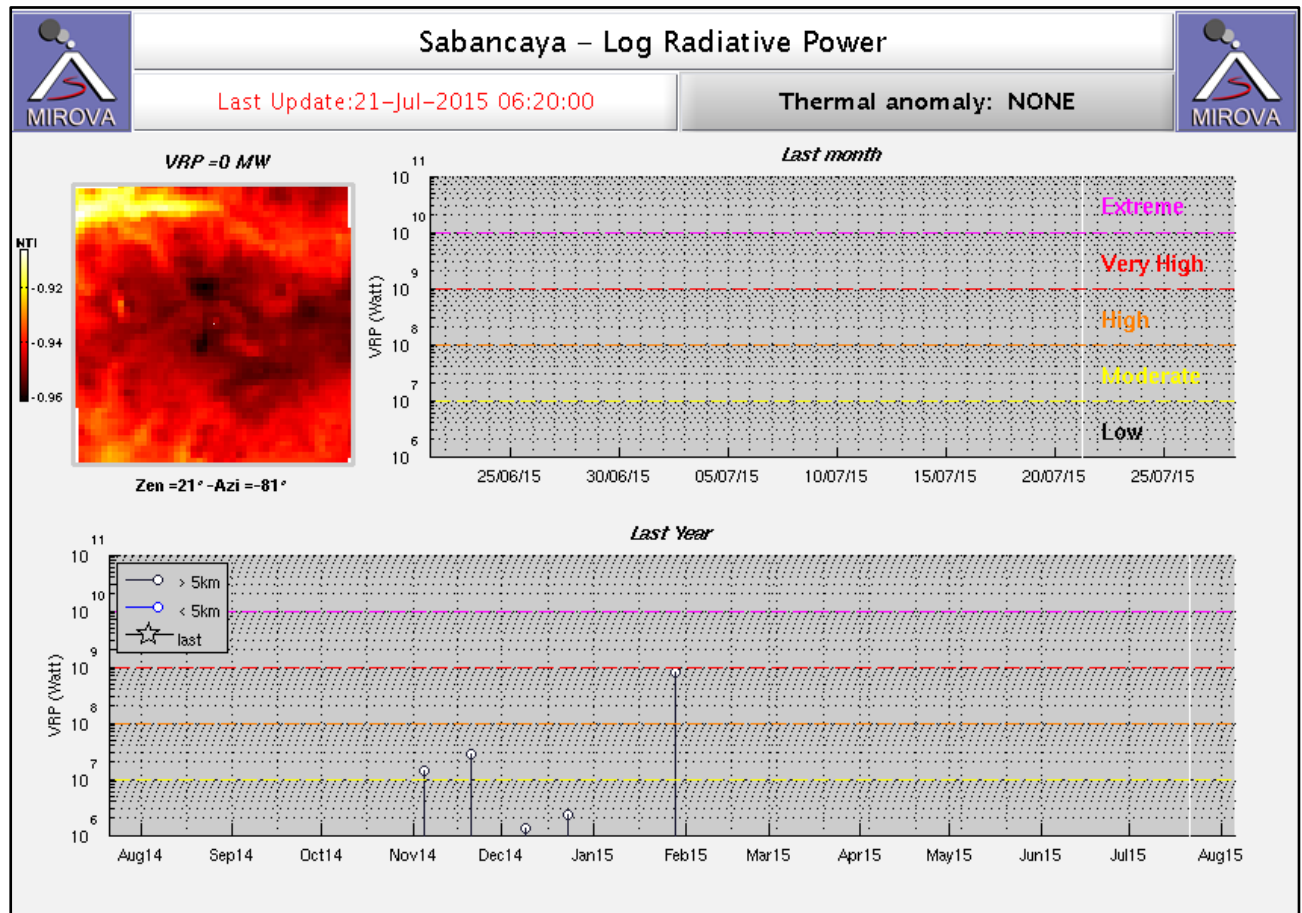 Sabancaya – Log Radiative Power
MIROVA
Last Update:21–Jul–2015 06:20:00
Thermal anomaly: NONE
MIROVA
VRP =0 MW
NTI
-0.92
-0.94
-0.96
Zen =21° -Azi =-81°
Last month
VRP (Watt)
10 11
10 10
10 9
10 8
10 7
10 6
Extreme
Very High
High
Moderate
Low
25/06/15 30/06/15 05/07/15 10/07/15 15/07/15 20/07/15 25/07/15
Last Year
VRP (Watt)
10 11
10 10
10 9
10 8
10 7
10 6
> 5km
< 5km
last
Aug14 Sep14 Oct14 Nov14 Dec14 Jan15 Feb15 Mar15 Apr15 May15 Jun15 Jul15 Aug15